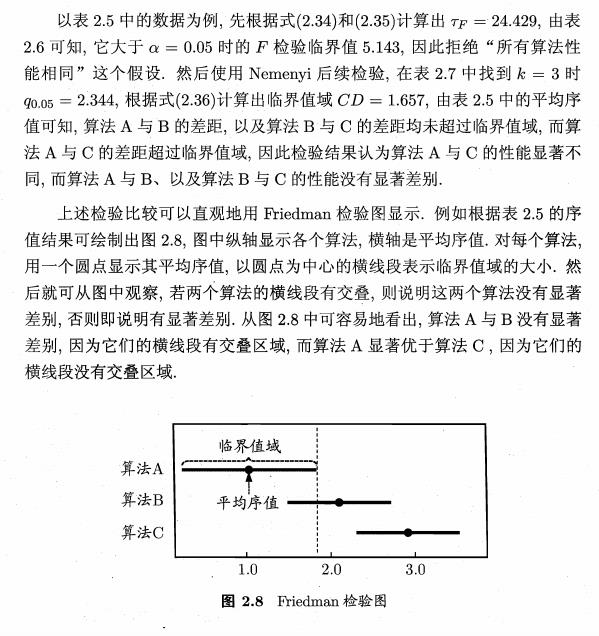 以表 2.5 中的数据为例, 先根据式(2.34)和(2.35)计算出 τF = 24.429, 由表
2.6 可知, 它大于 α = 0.05 时的 F 检验临界值 5.143, 因此拒绝“所有算法性
能相同”这个假设. 然后使用 Nemenyi 后续检验, 在表 2.7 中找到 k = 3 时
q0.05 = 2.344, 根据式(2.36)计算出临界值域 CD = 1.657, 由表 2.5 中的平均序
值可知, 算法 A 与 B 的差距, 以及算法 B 与 C 的差距均未超过临界值域, 而算
法 A 与 C 的差距超过临界值域, 因此检验结果认为算法 A 与 C 的性能显著不
同, 而算法 A 与 B、以及算法 B 与 C 的性能没有显著差别.
上述检验比较可以直观地用 Friedman 检验图显示. 例如根据表 2.5 的序
值结果可绘制出图 2.8, 图中纵轴显示各个算法, 横轴是平均序值. 对每个算法,
用一个圆点显示其平均序值, 以圆点为中心的横线段表示临界值域的大小. 然
后就可从图中观察, 若两个算法的横线段有交叠, 则说明这两个算法没有显著
差别, 否则即说明有显著差别. 从图 2.8 中可容易地看出, 算法 A 与 B 没有显著
差别, 因为它们的横线段有交叠区域, 而算法 A 显著优于算法 C , 因为它们的
横线段没有交叠区域.
临界值域
算法A
平均序值
算法B
算法C
1.0 2.0 3.0
图 2.8 Friedman 检验图